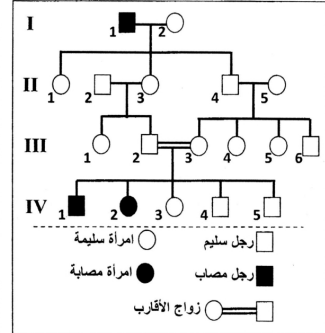 I
1 2
II
1 2 3 4 5
III
1 2 3 4 5 6
IV
1 2 3 4 5
رجل سليم امرأة سليمة
رجل مصاب امرأة مصابة
زواج الأقارب